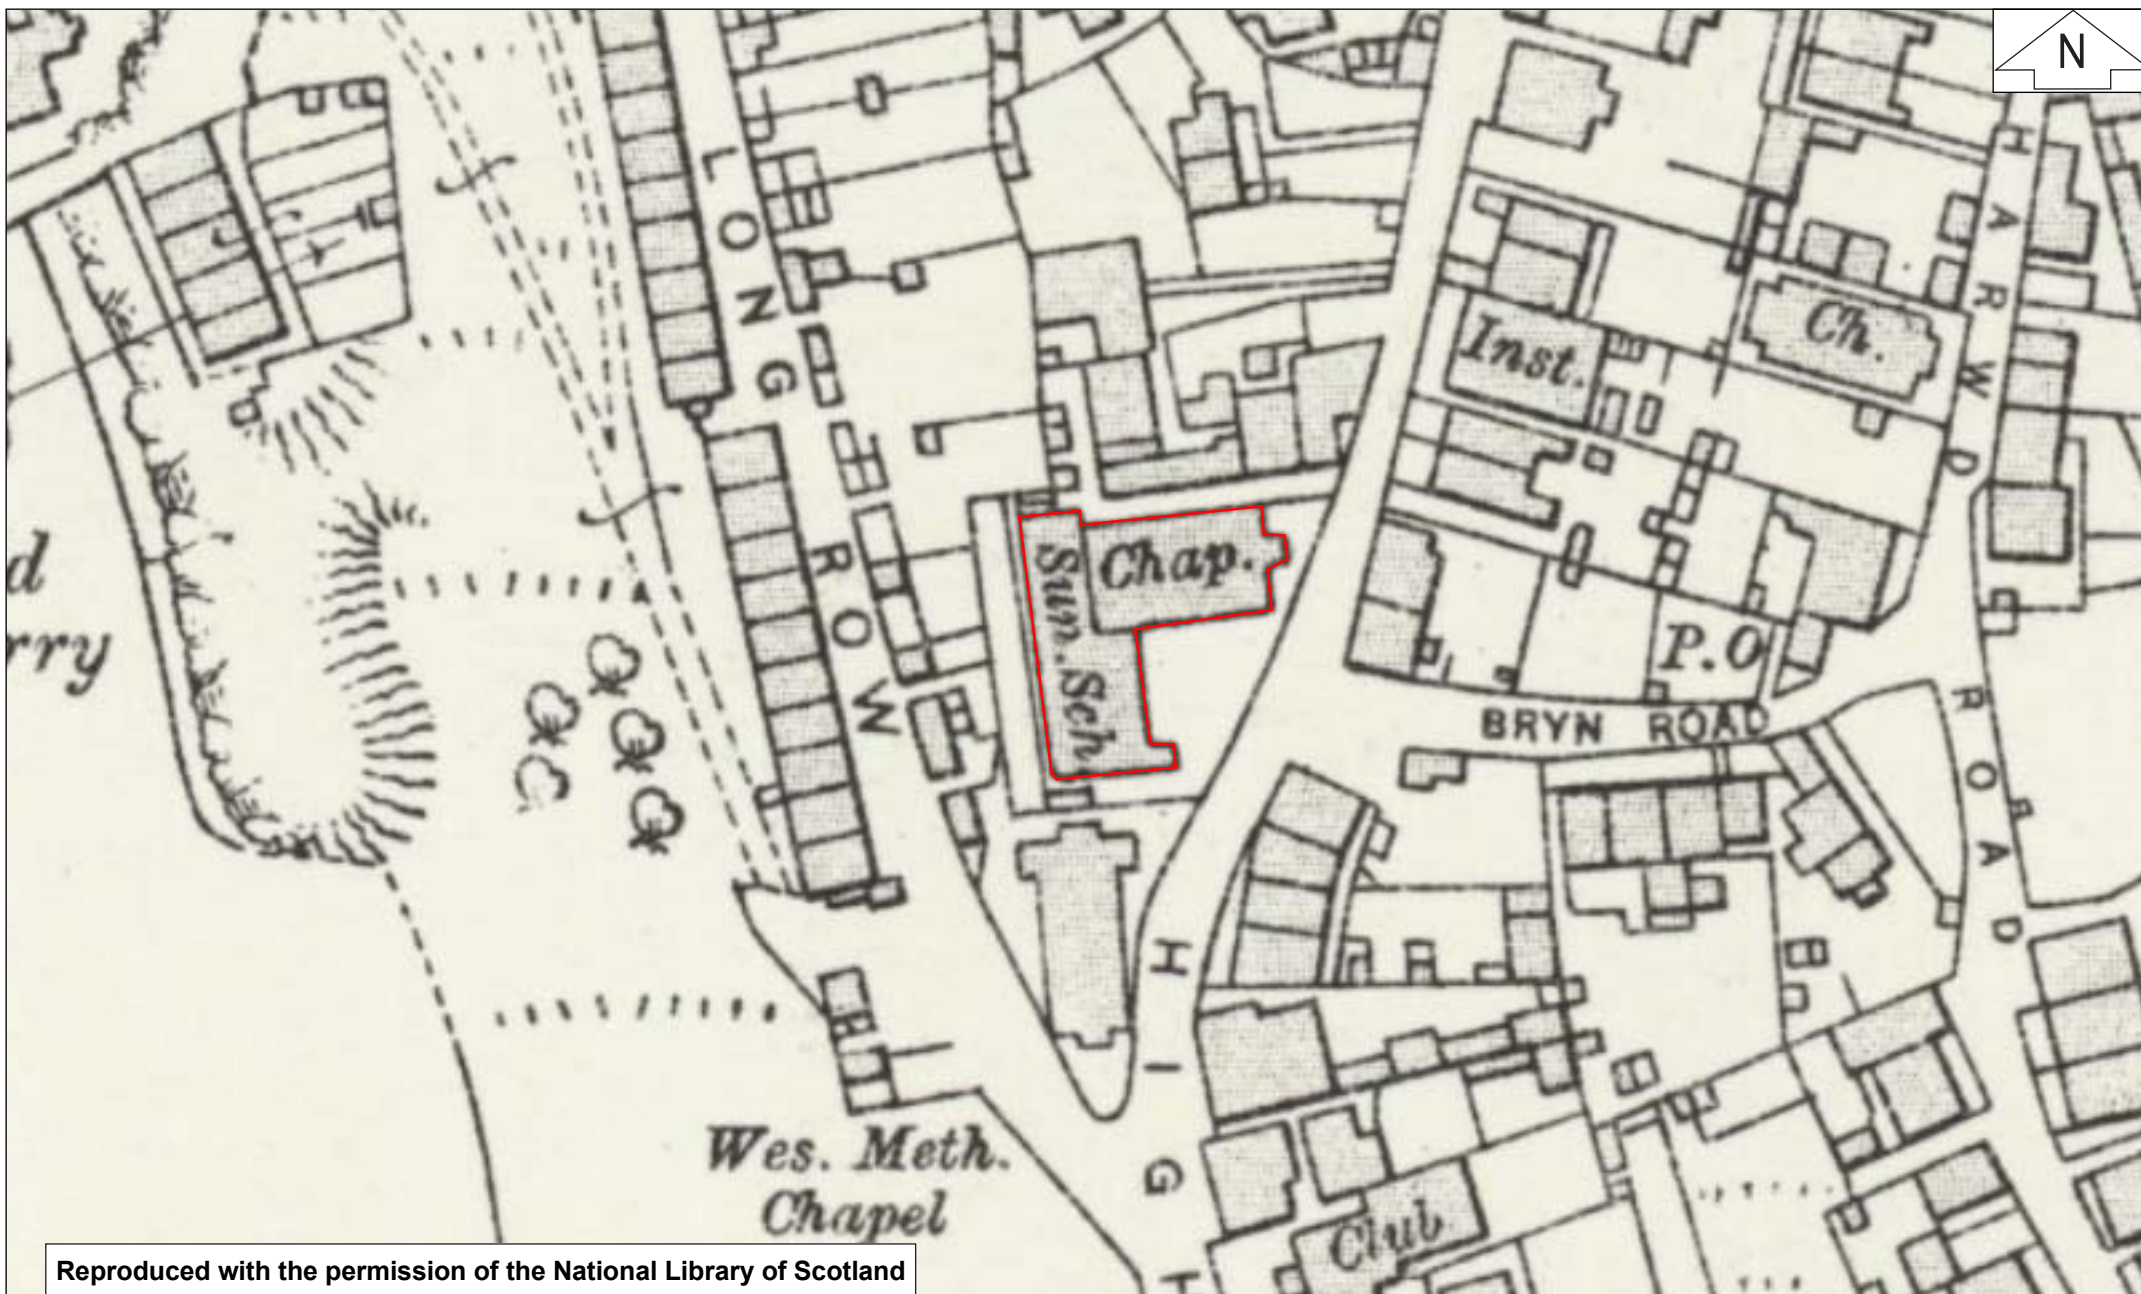 N
LONG ROW
HARWD ROAD
Inst.
Ch.
Chap.
Sun. Sch
P.O
BRYN ROAD
d
rry
HIGH
Wes. Meth.
Chapel
Club
Reproduced with the permission of the National Library of Scotland